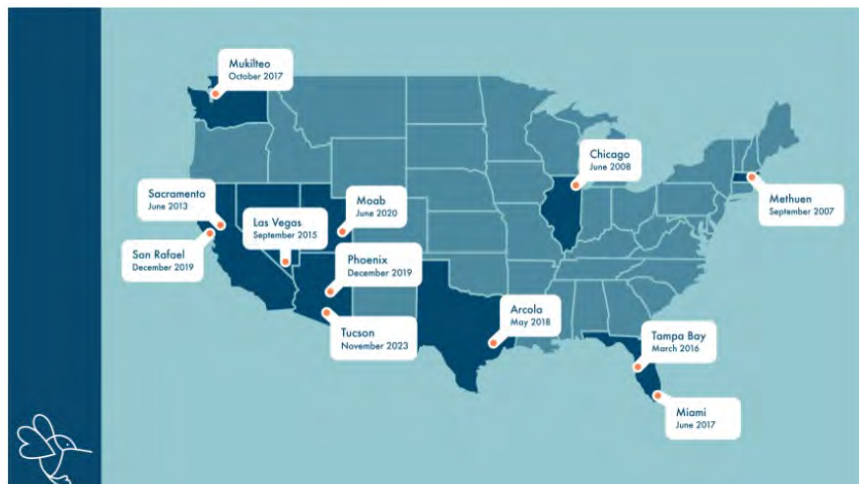 Mukilteo
October 2017
Chicago
June 2008
Methuen
September 2007
Sacramento
June 2013
Moab
June 2020
Las Vegas
September 2015
San Rafael
December 2019
Phoenix
December 2019
Arcola
May 2018
Tucson
November 2023
Tampa Bay
March 2016
Miami
June 2017